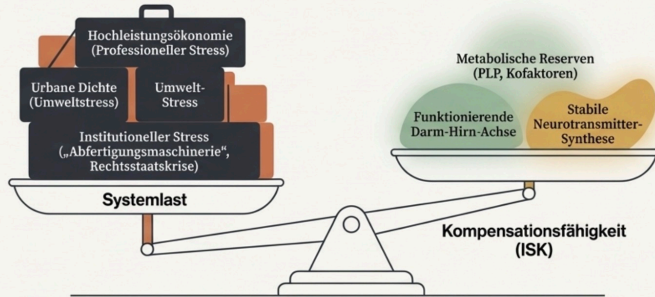 Hochleistungsökonomie
(Professioneller Stress)
Urbane Dichte
(Umweltstress)
Umwelt-
Stress
Institutioneller Stress
(„Abfertigungsmaschinerie“,
Rechtsstaatskrise)
Systemlast
Metabolische Reserven
(PLP, Kofaktoren)
Funktionierende
Darm-Hirn-Achse
Stabile
Neurotransmitter-
Synthese
Kompensationsfähigkeit
(ISK)